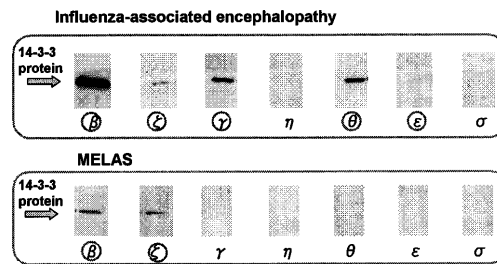 Influenza-associated encephalopathy
14-3-3
protein
β ζ γ η θ ε σ
MELAS
14-3-3
protein
β ζ γ η θ ε σ